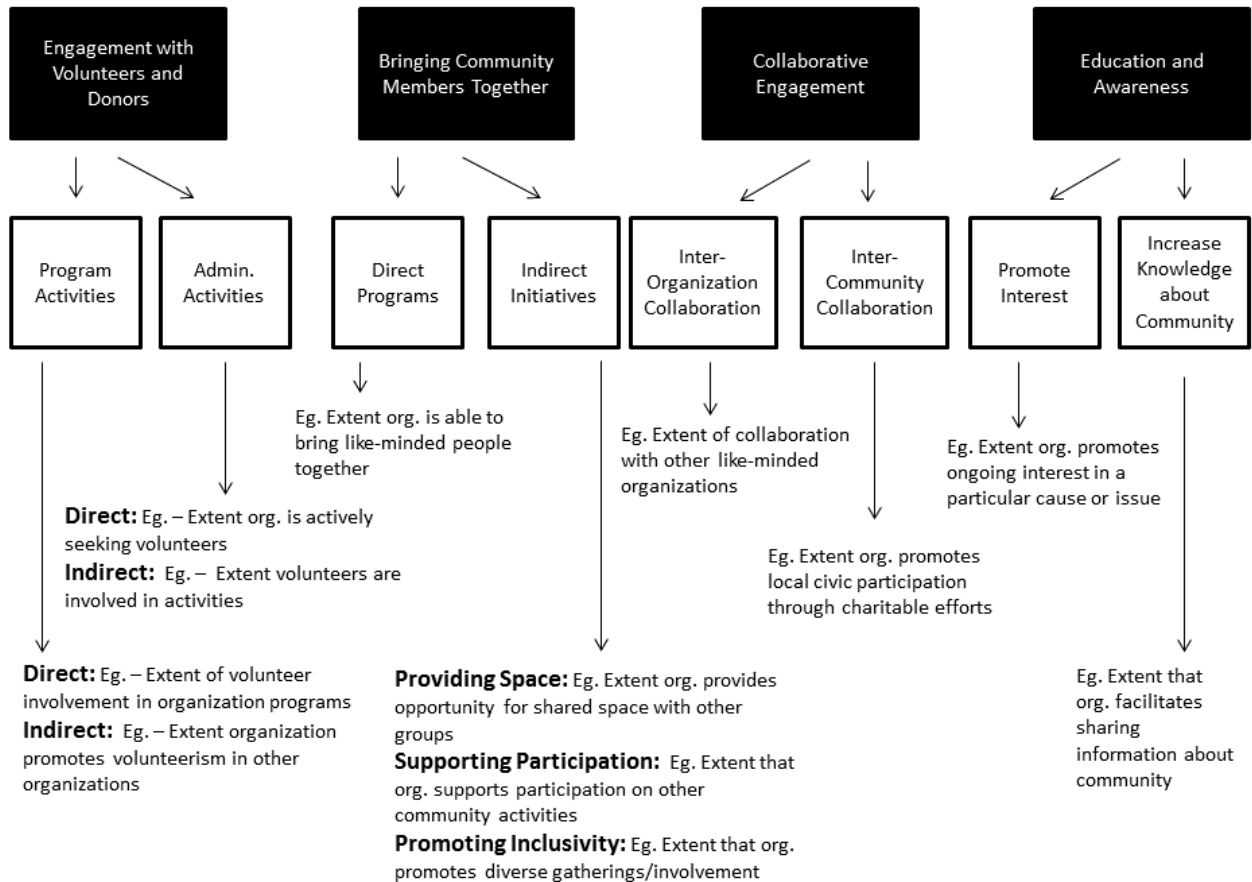 Engagement with
Volunteers and
Donors
Bringing Community
Members Together
Collaborative
Engagement
Education and
Awareness
Program
Activities
Admin.
Activities
Direct
Programs
Indirect
Initiatives
Inter-
Organization
Collaboration
Inter-
Community
Collaboration
Promote
Interest
Increase
Knowledge
about
Community
Eg. Extent org. is able to
bring like-minded people
together
Eg. Extent of collaboration
with other like-minded
organizations
Eg. Extent org. promotes
ongoing interest in a
particular cause or issue
Direct: Eg. – Extent org. is actively
seeking volunteers
Indirect: Eg. – Extent volunteers are
involved in activities
Eg. Extent org. promotes
local civic participation
through charitable efforts
Direct: Eg. – Extent of volunteer
involvement in organization programs
Indirect: Eg. – Extent organization
promotes volunteerism in other
organizations
Providing Space: Eg. Extent org. provides
opportunity for shared space with other
groups
Supporting Participation: Eg. Extent that
org. supports participation on other
community activities
Promoting Inclusivity: Eg. Extent that org.
promotes diverse gatherings/involvement
Eg. Extent that
org. facilitates
sharing
information about
community